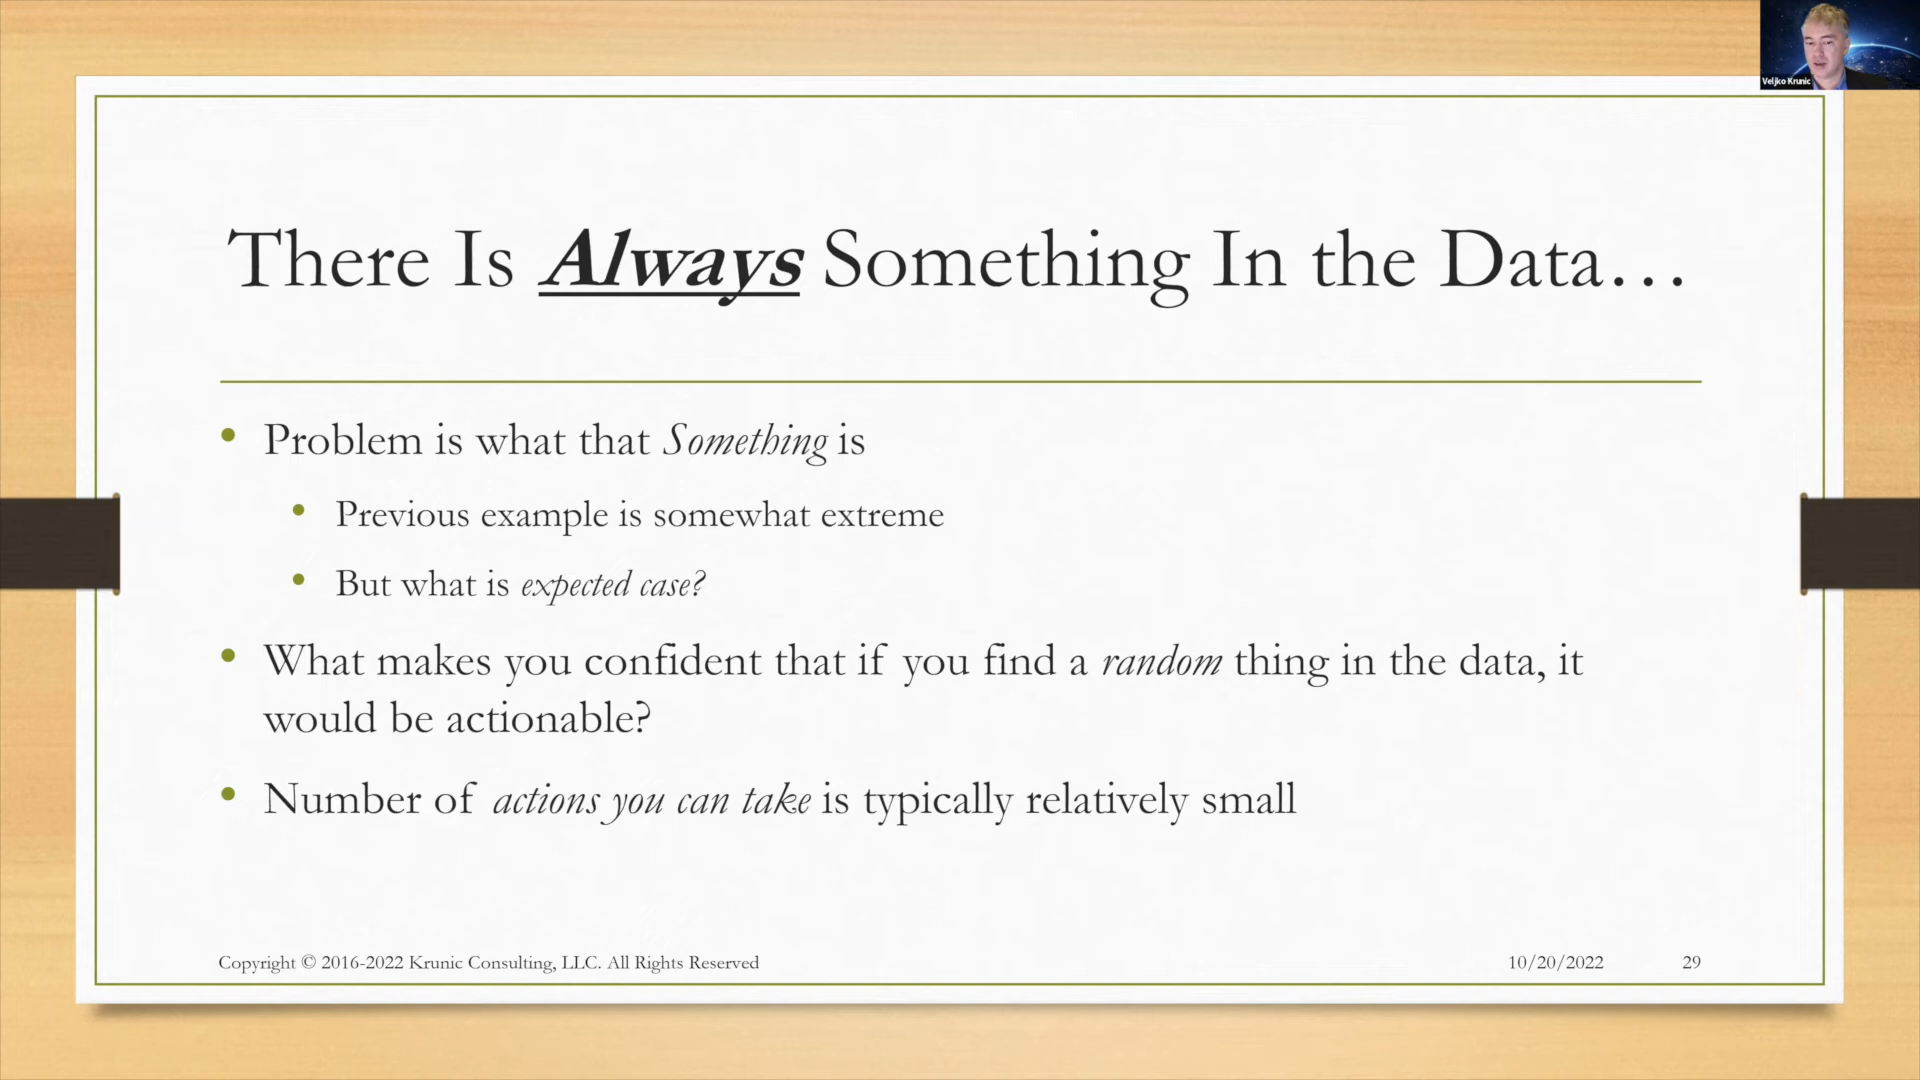 Veljko Krunic
There Is Always Something In the Data…
• Problem is what that Something is
• Previous example is somewhat extreme
• But what is expected case?
• What makes you confident that if you find a random thing in the data, it
would be actionable?
• Number of actions you can take is typically relatively small
Copyright © 2016-2022 Krunic Consulting, LLC. All Rights Reserved
10/20/2022
29